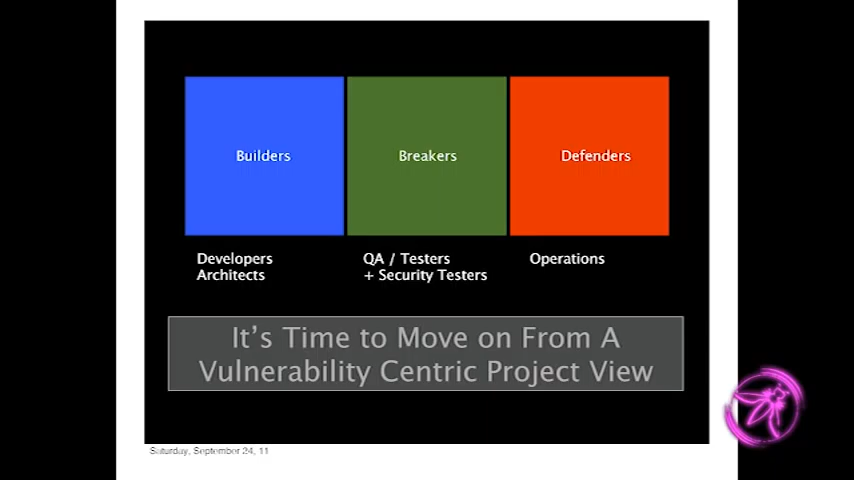 Builders
Breakers
Defenders
Developers
Architects
QA / Testers
+ Security Testers
Operations
It's Time to Move on From A
Vulnerability Centric Project View
Saturday, September 24, 11